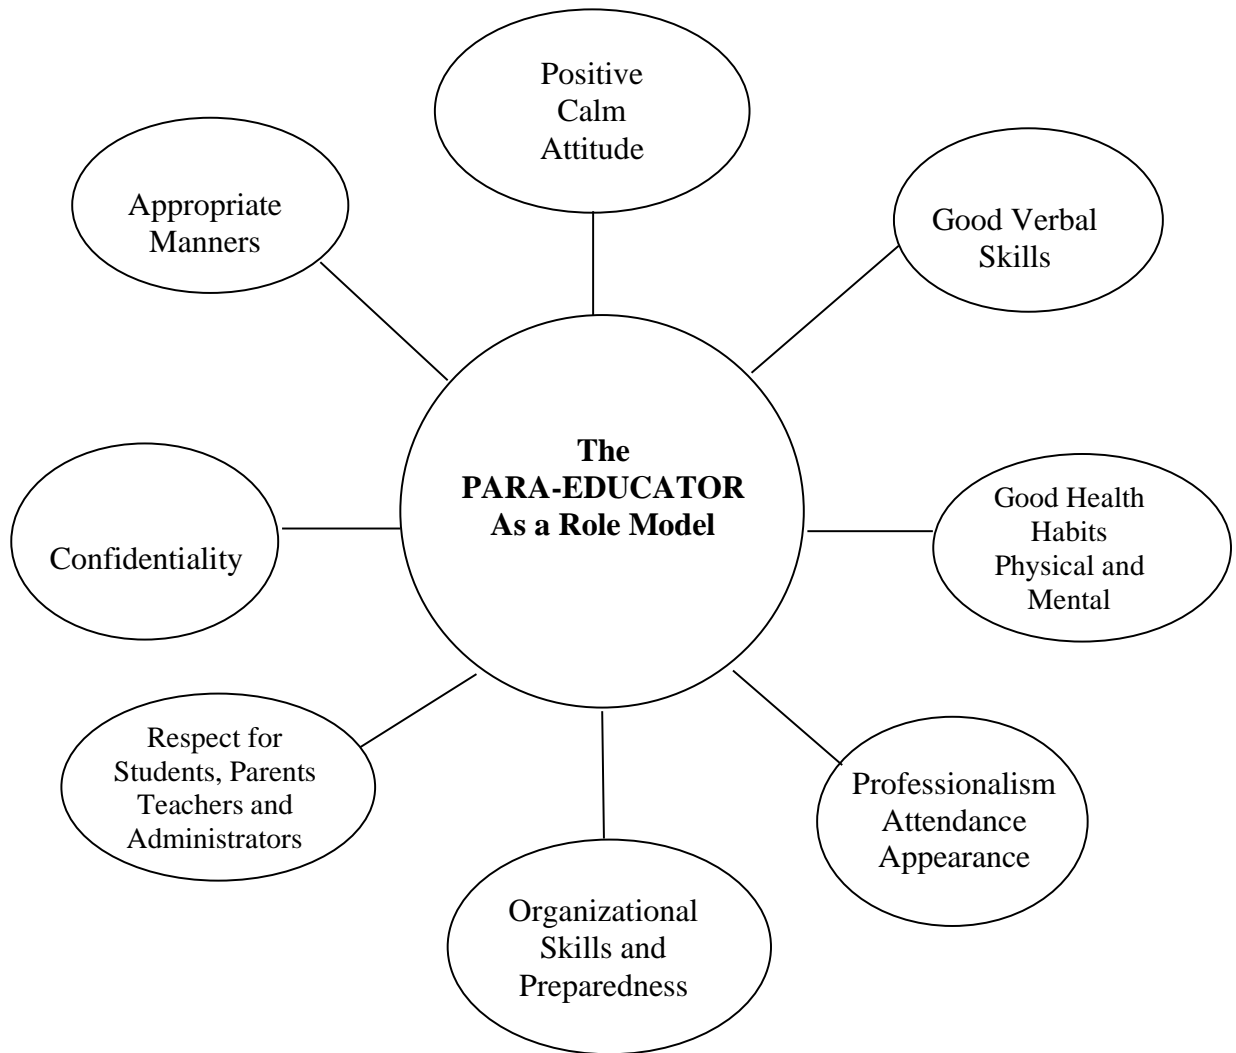 Positive
Calm
Attitude
Appropriate
Manners
Good Verbal
Skills
The
PARA-EDUCATOR
As a Role Model
Good Health
Habits
Physical and
Mental
Confidentiality
Respect for
Students, Parents
Teachers and
Administrators
Professionalism
Attendance
Appearance
Organizational
Skills and
Preparedness